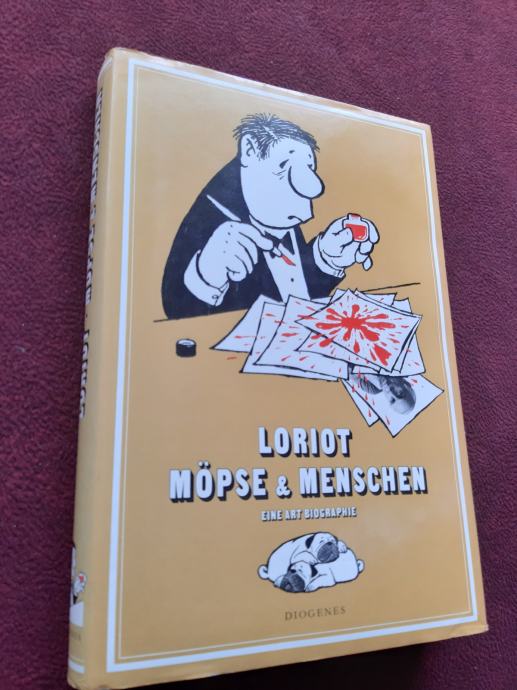 LORIOT
MÖPSE & MENSCHEN
EINE ART BIOGRAPHIE
DIOGENES